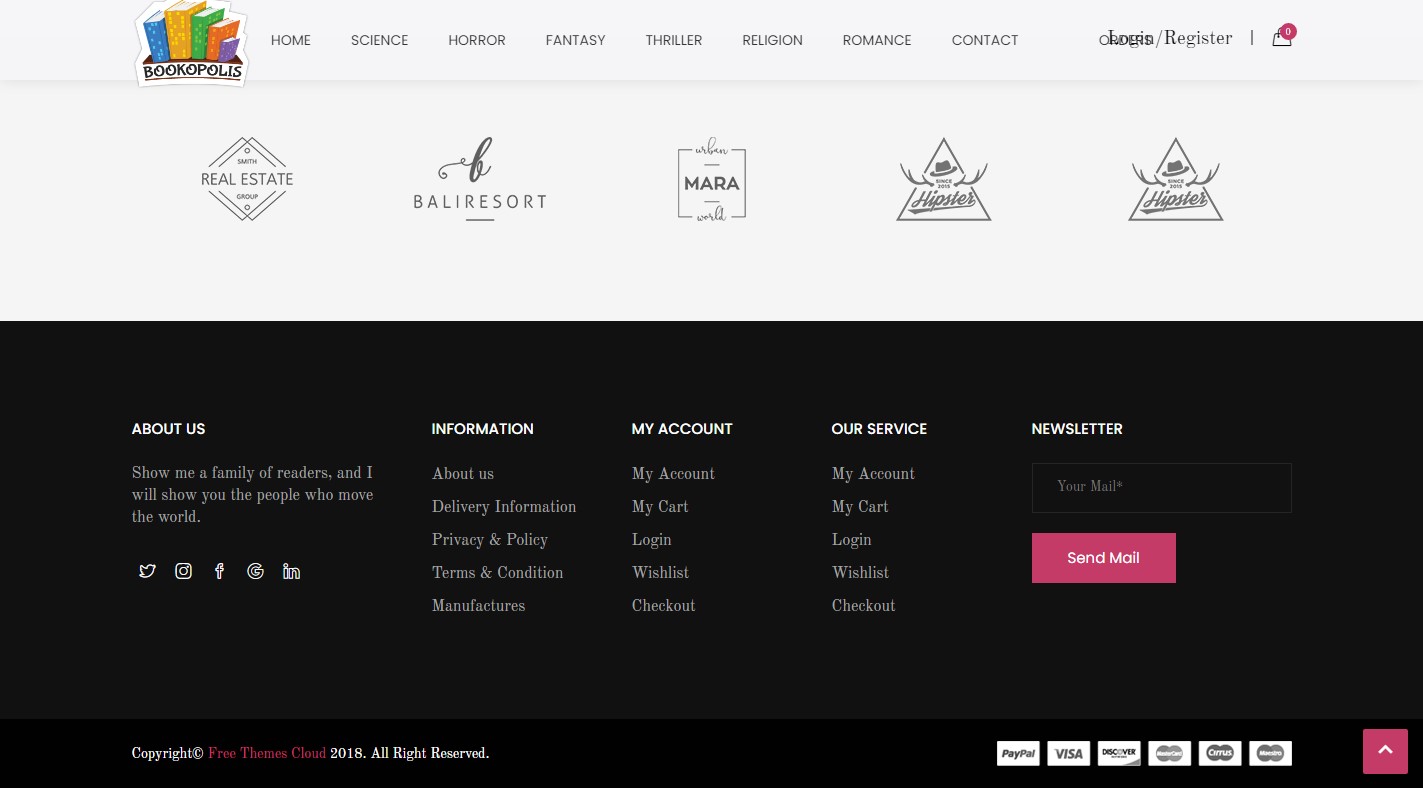 BOOKOPOLIS
HOME SCIENCE HORROR FANTASY THRILLER RELIGION ROMANCE CONTACT ORDERS Login/Register | 0
SMITH
REAL ESTATE
GROUP
b
BALIRESORT
urban
MARA
world
SINCE
2015
Hipster
SINCE
2015
Hipster
ABOUT US
Show me a family of readers, and I
will show you the people who move
the world.
INFORMATION
About us
Delivery Information
Privacy & Policy
Terms & Condition
Manufactures
MY ACCOUNT
My Account
My Cart
Login
Wishlist
Checkout
OUR SERVICE
My Account
My Cart
Login
Wishlist
Checkout
NEWSLETTER
Your Mail*
Send Mail
Copyright© Free Themes Cloud 2018. All Right Reserved.
PayPal VISA DISCOVER NETWORK MasterCard Cirrus Maestro